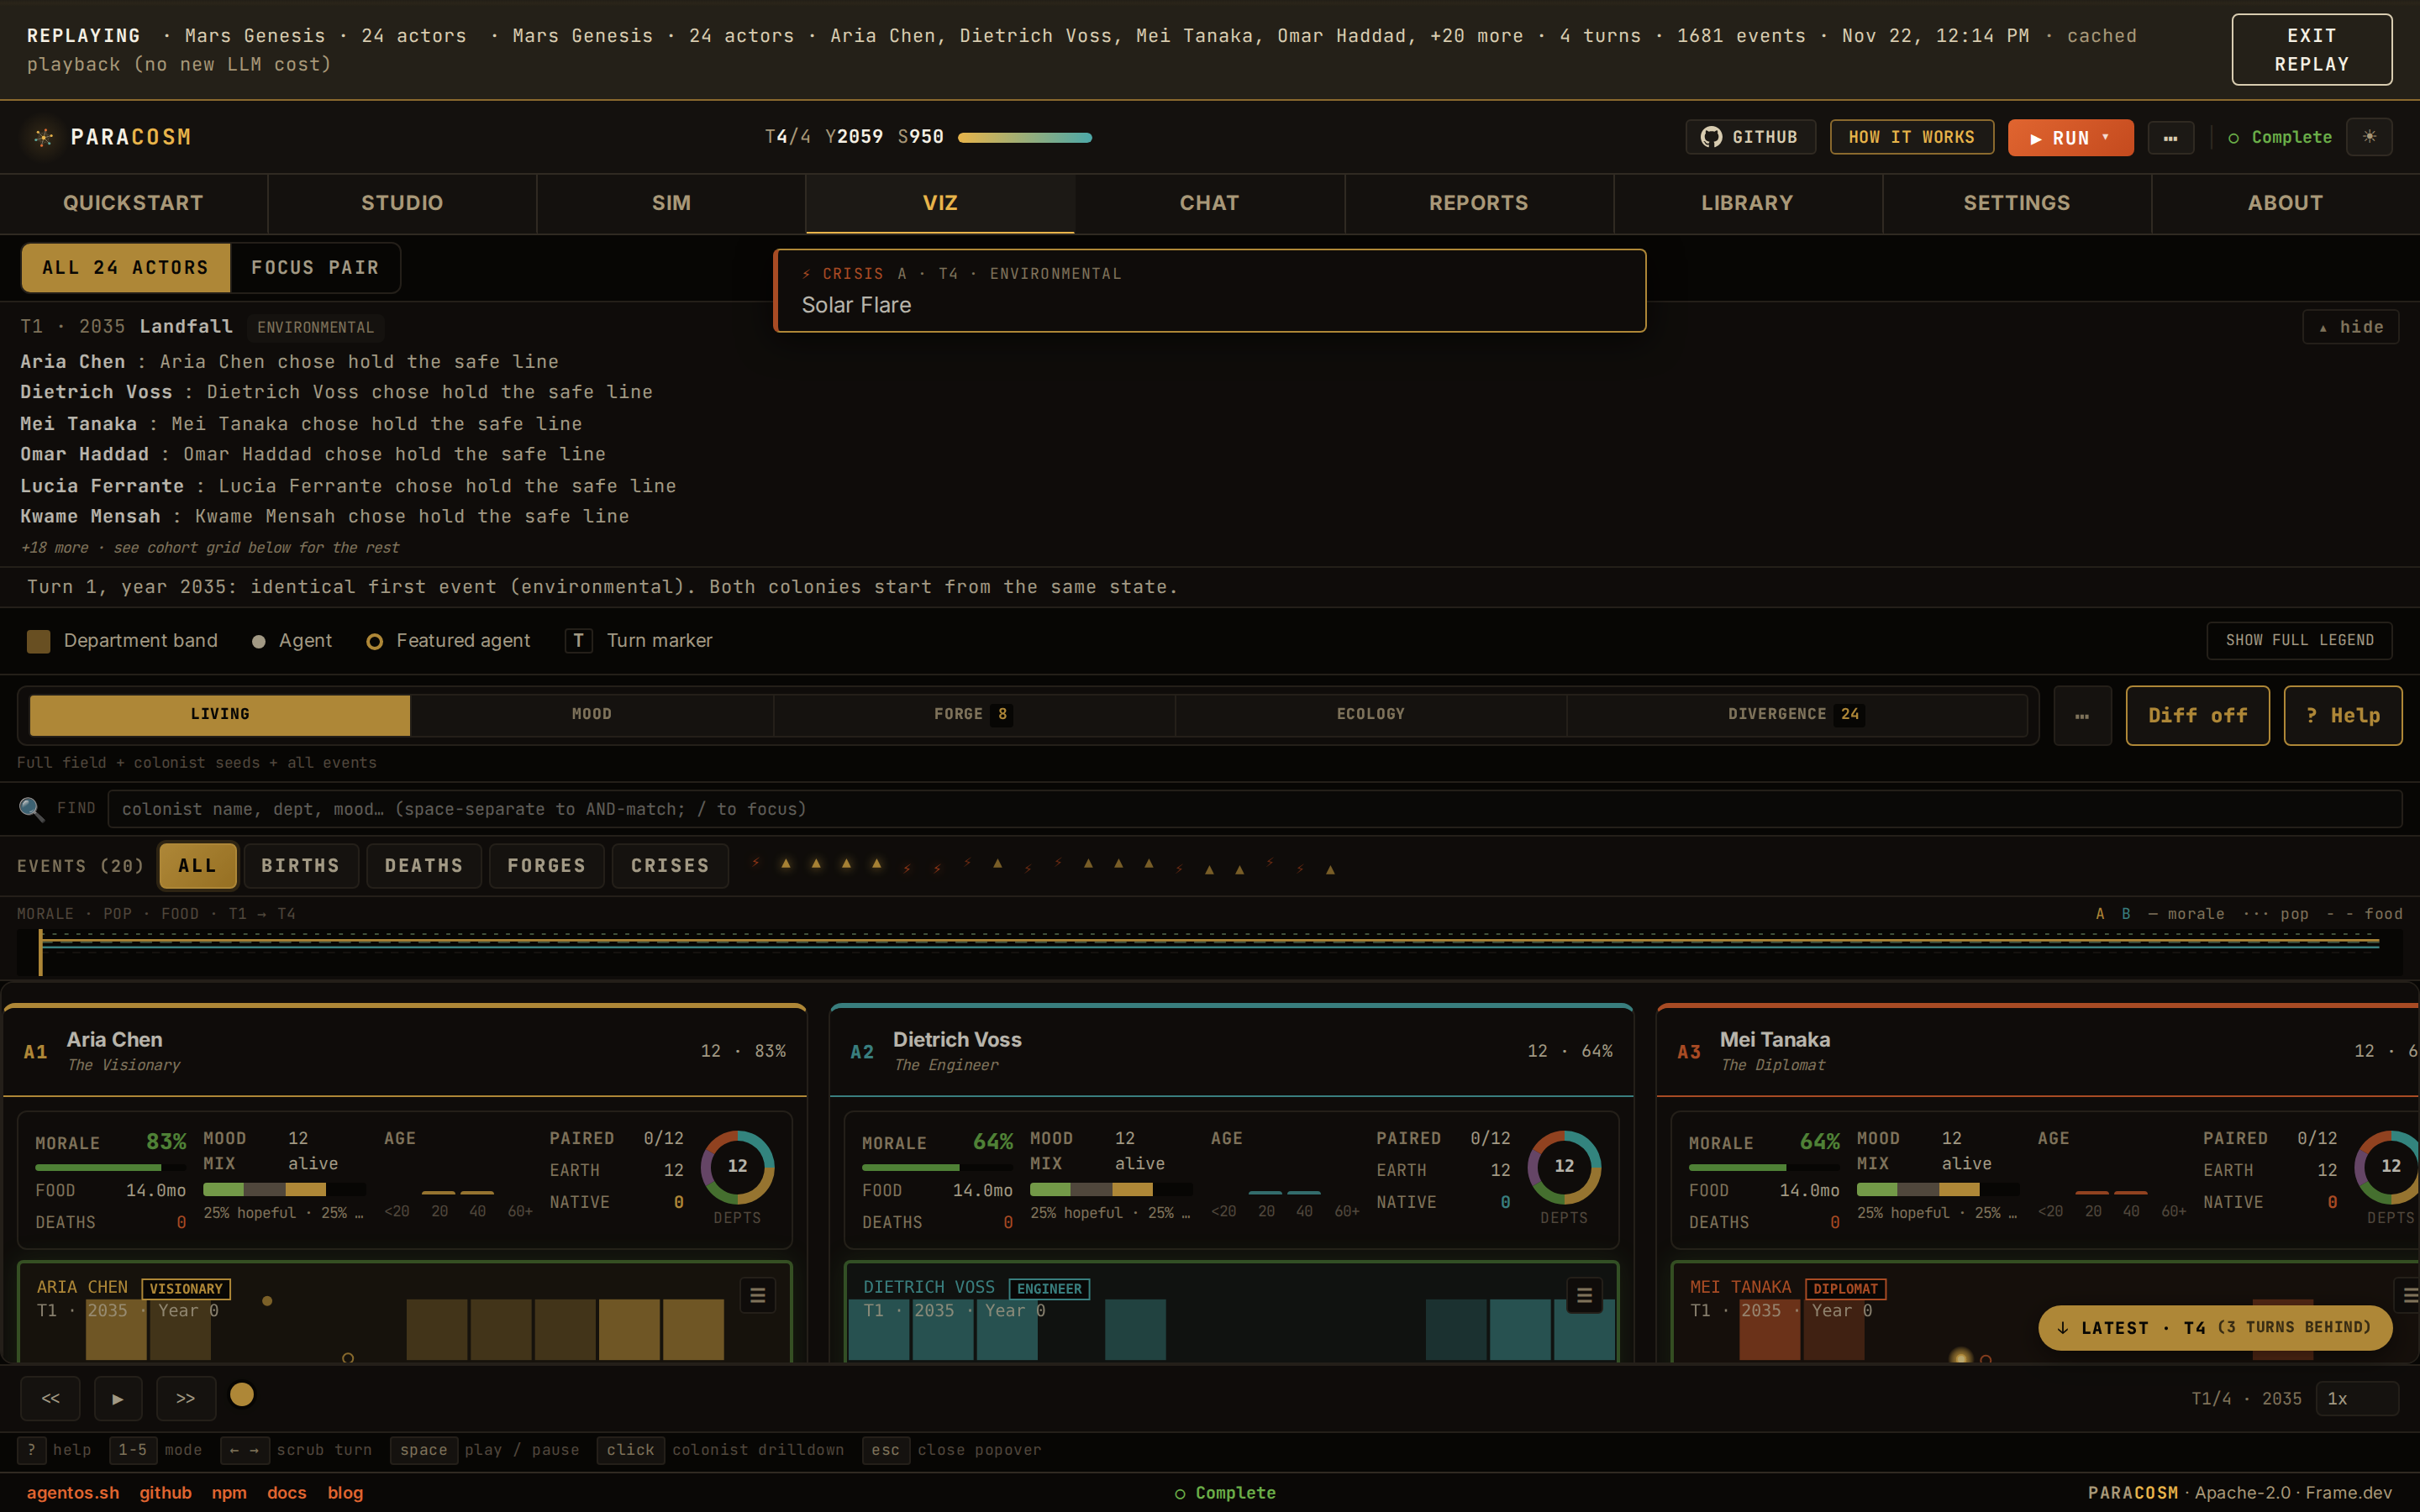 REPLAYING · Mars Genesis · 24 actors · Mars Genesis · 24 actors · Aria Chen, Dietrich Voss, Mei Tanaka, Omar Haddad, +20 more · 4 turns · 1681 events · Nov 22, 12:14 PM · cached
playback (no new LLM cost)
EXIT
REPLAY
PARACOSM
T4/4 Y2059 S950
GITHUB
HOW IT WORKS
▶ RUN ▾
…
○ Complete
☀
QUICKSTART STUDIO SIM VIZ CHAT REPORTS LIBRARY SETTINGS ABOUT
ALL 24 ACTORS FOCUS PAIR
⚡ CRISIS A · T4 · ENVIRONMENTAL
Solar Flare
T1 · 2035 Landfall ENVIRONMENTAL
▴ hide
Aria Chen : Aria Chen chose hold the safe line
Dietrich Voss : Dietrich Voss chose hold the safe line
Mei Tanaka : Mei Tanaka chose hold the safe line
Omar Haddad : Omar Haddad chose hold the safe line
Lucia Ferrante : Lucia Ferrante chose hold the safe line
Kwame Mensah : Kwame Mensah chose hold the safe line
+18 more · see cohort grid below for the rest
Turn 1, year 2035: identical first event (environmental). Both colonies start from the same state.
Department band Agent Featured agent T Turn marker
SHOW FULL LEGEND
LIVING MOOD FORGE 8 ECOLOGY DIVERGENCE 24
…
Diff off
? Help
Full field + colonist seeds + all events
🔍 FIND colonist name, dept, mood… (space-separate to AND-match; / to focus)
EVENTS (20) ALL BIRTHS DEATHS FORGES CRISES
MORALE · POP · FOOD · T1 → T4
A B — morale ··· pop - - food
A1 Aria Chen
The Visionary
12 · 83%
A2 Dietrich Voss
The Engineer
12 · 64%
A3 Mei Tanaka
The Diplomat
12 · 6
MORALE 83%
FOOD 14.0mo
DEATHS 0
MOOD MIX 12 alive
25% hopeful · 25% …
AGE
<20 20 40 60+
PAIRED 0/12
EARTH 12
NATIVE 0
12
DEPTS
MORALE 64%
FOOD 14.0mo
DEATHS 0
MOOD MIX 12 alive
25% hopeful · 25% …
AGE
<20 20 40 60+
PAIRED 0/12
EARTH 12
NATIVE 0
12
DEPTS
MORALE 64%
FOOD 14.0mo
DEATHS 0
MOOD MIX 12 alive
25% hopeful · 25% …
AGE
<20 20 40 60+
PAIRED 0/12
EARTH 12
NATIVE 0
12
DEPTS
ARIA CHEN VISIONARY
T1 · 2035 · Year 0
DIETRICH VOSS ENGINEER
T1 · 2035 · Year 0
MEI TANAKA DIPLOMAT
T1 · 2035 · Year 0
↓ LATEST · T4 (3 TURNS BEHIND)
<< ▶ >>
T1/4 · 2035 1x
? help 1-5 mode ← → scrub turn space play / pause click colonist drilldown esc close popover
agentos.sh github npm docs blog
○ Complete
PARACOSM · Apache-2.0 · Frame.dev